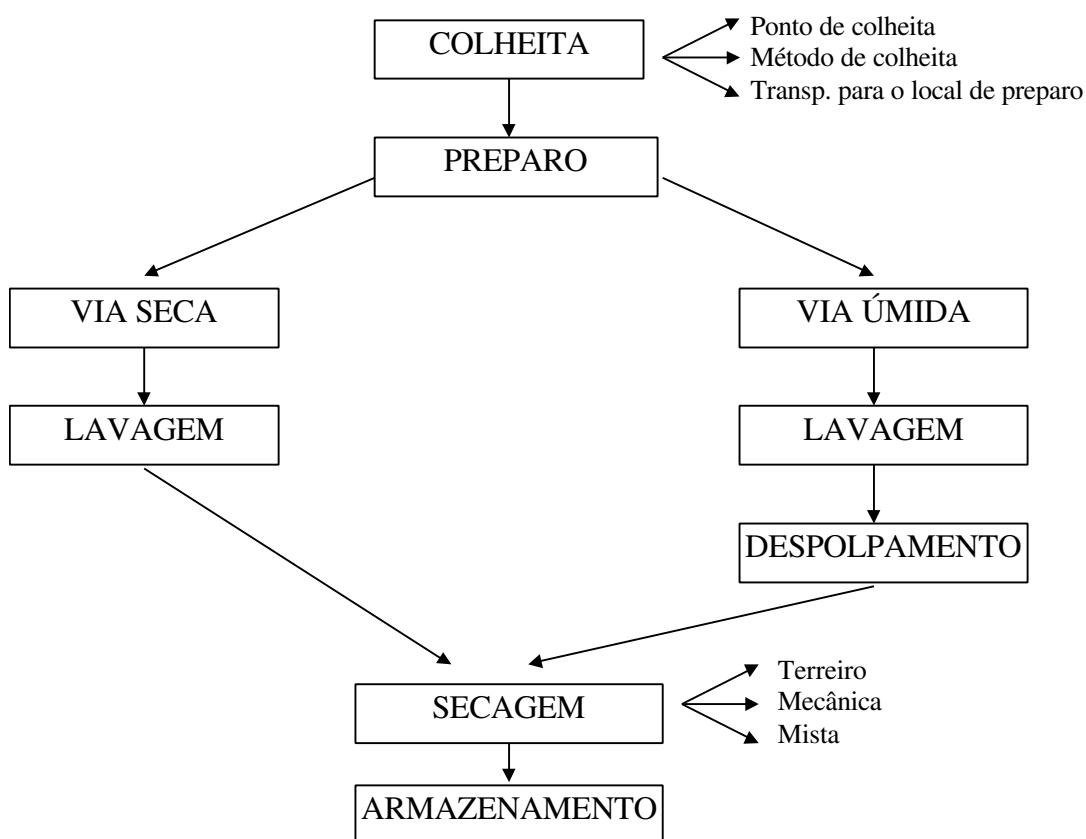 COLHEITA
Ponto de colheita
Método de colheita
Transp. para o local de preparo
PREPARO
VIA SECA
VIA ÚMIDA
LAVAGEM
LAVAGEM
DESPOLPAMENTO
SECAGEM
Terreiro
Mecânica
Mista
ARMAZENAMENTO